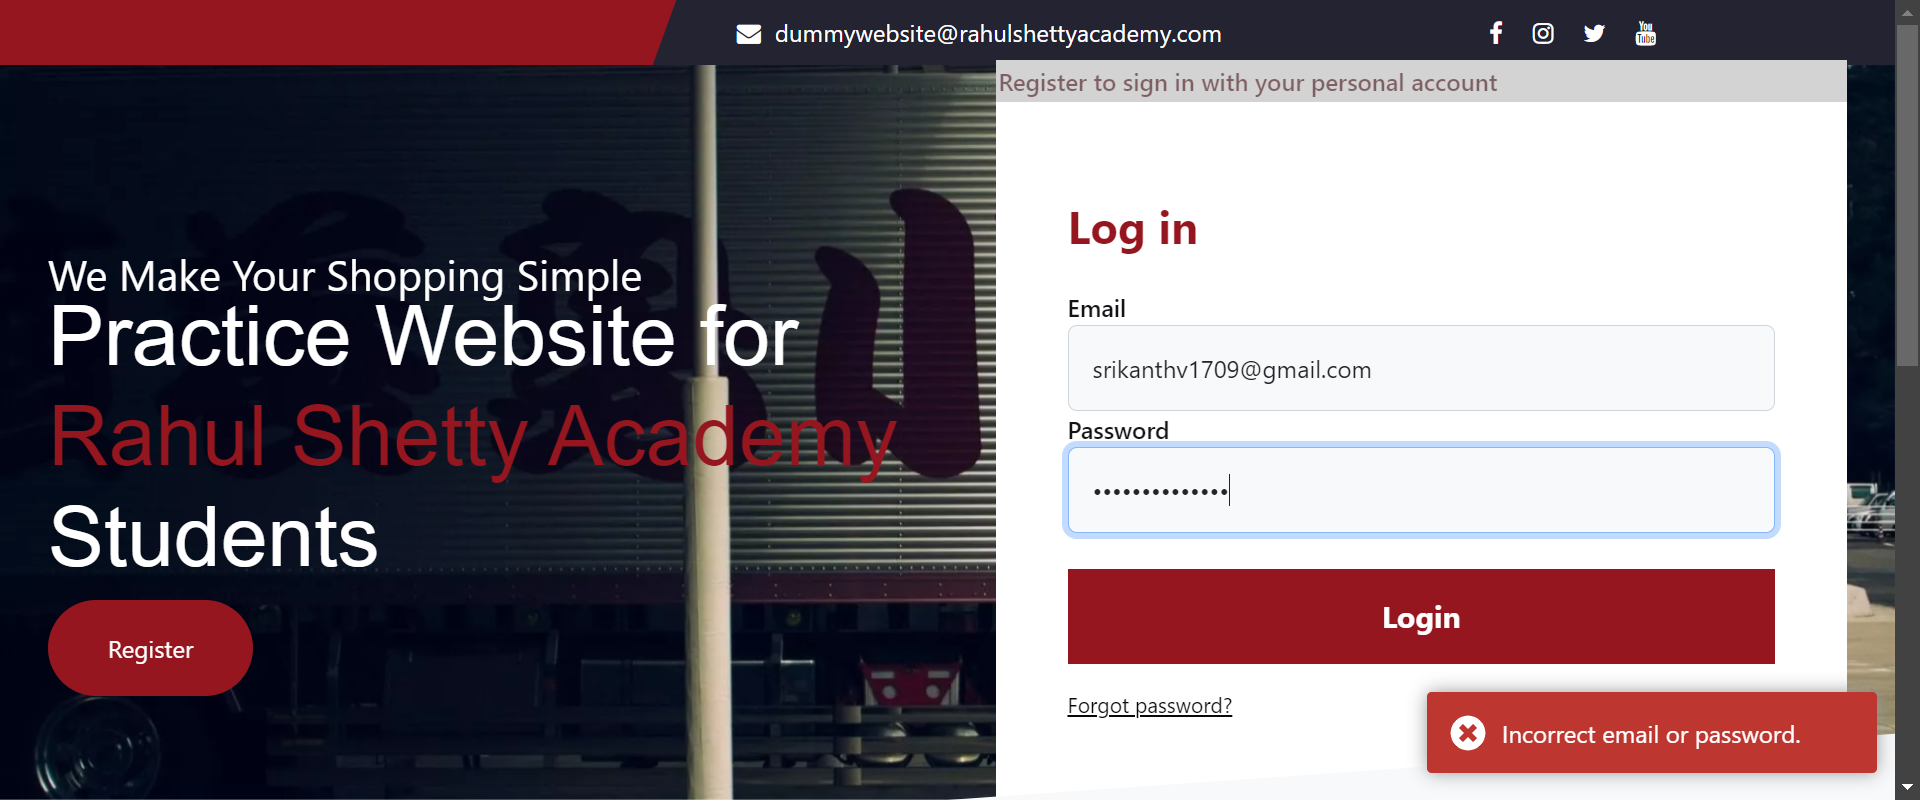 dummywebsite@rahulshettyacademy.com
You
Tube
Register to sign in with your personal account
We Make Your Shopping Simple
Practice Website for
Rahul Shetty Academy
Students
Register
Log in
Email
srikanthv1709@gmail.com
Password
Login
Forgot password?
Incorrect email or password.